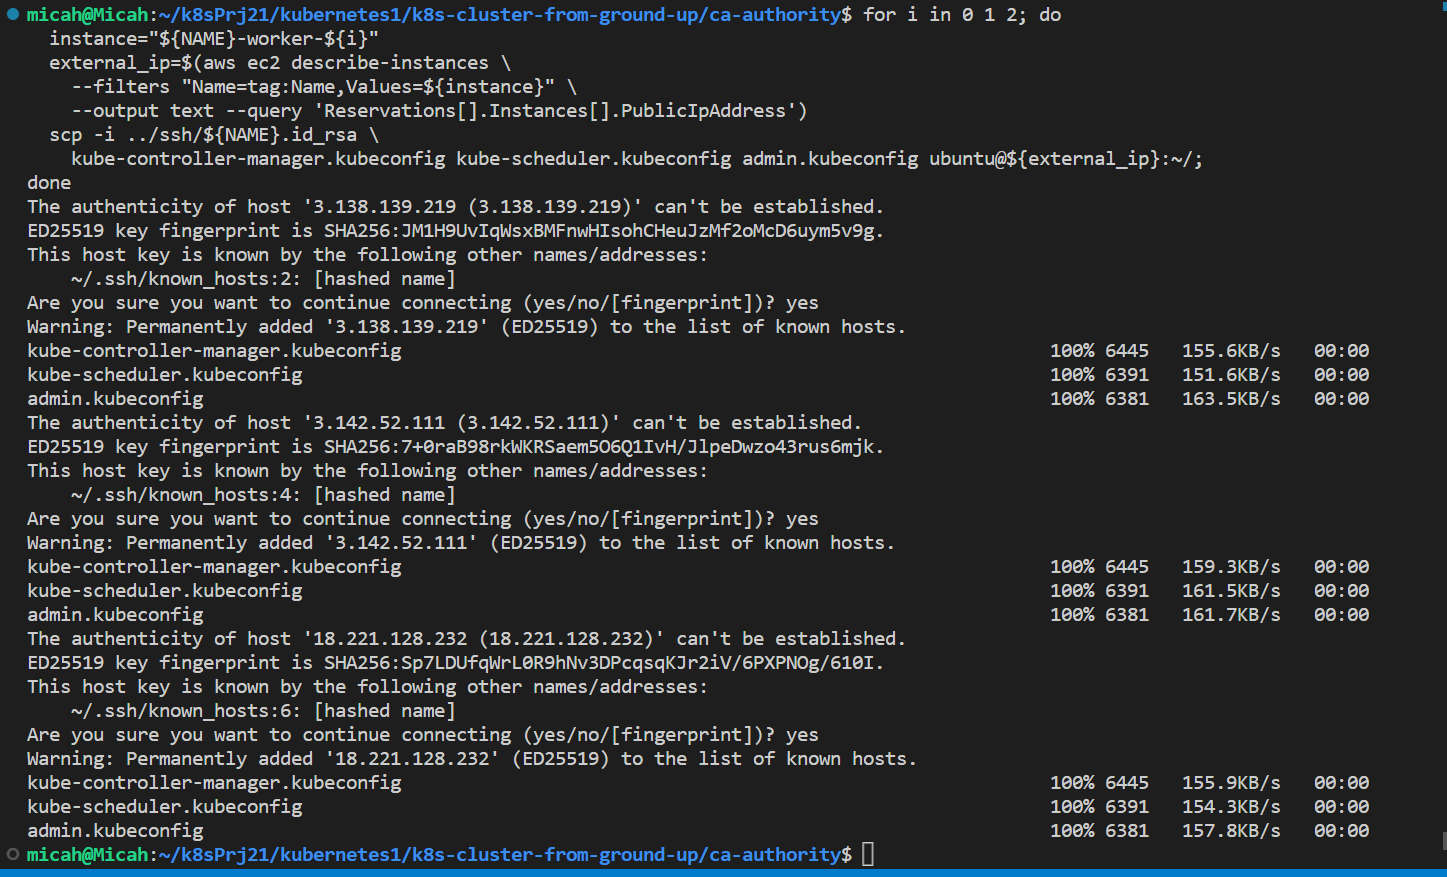 micah@Micah:~/k8sPrj21/kubernetes1/k8s-cluster-from-ground-up/ca-authority$ for i in 0 1 2; do
  instance="${NAME}-worker-${i}"
  external_ip=$(aws ec2 describe-instances \
    --filters "Name=tag:Name,Values=${instance}" \
    --output text --query 'Reservations[].Instances[].PublicIpAddress')
  scp -i ../ssh/${NAME}.id_rsa \
    kube-controller-manager.kubeconfig kube-scheduler.kubeconfig admin.kubeconfig ubuntu@${external_ip}:~/;
done
The authenticity of host '3.138.139.219 (3.138.139.219)' can't be established.
ED25519 key fingerprint is SHA256:JM1H9UvIqWsxBMFnwHIsohCHeuJzMf2oMcD6uym5v9g.
This host key is known by the following other names/addresses:
    ~/.ssh/known_hosts:2: [hashed name]
Are you sure you want to continue connecting (yes/no/[fingerprint])? yes
Warning: Permanently added '3.138.139.219' (ED25519) to the list of known hosts.
kube-controller-manager.kubeconfig 100% 6445 155.6KB/s 00:00
kube-scheduler.kubeconfig 100% 6391 151.6KB/s 00:00
admin.kubeconfig 100% 6381 163.5KB/s 00:00
The authenticity of host '3.142.52.111 (3.142.52.111)' can't be established.
ED25519 key fingerprint is SHA256:7+0raB98rkWKRSaem5O6Q1IvH/JlpeDwzo43rus6mjk.
This host key is known by the following other names/addresses:
    ~/.ssh/known_hosts:4: [hashed name]
Are you sure you want to continue connecting (yes/no/[fingerprint])? yes
Warning: Permanently added '3.142.52.111' (ED25519) to the list of known hosts.
kube-controller-manager.kubeconfig 100% 6445 159.3KB/s 00:00
kube-scheduler.kubeconfig 100% 6391 161.5KB/s 00:00
admin.kubeconfig 100% 6381 161.7KB/s 00:00
The authenticity of host '18.221.128.232 (18.221.128.232)' can't be established.
ED25519 key fingerprint is SHA256:Sp7LDUfqWrL0R9hNv3DPcqsqKJr2iV/6PXPNOg/610I.
This host key is known by the following other names/addresses:
    ~/.ssh/known_hosts:6: [hashed name]
Are you sure you want to continue connecting (yes/no/[fingerprint])? yes
Warning: Permanently added '18.221.128.232' (ED25519) to the list of known hosts.
kube-controller-manager.kubeconfig 100% 6445 155.9KB/s 00:00
kube-scheduler.kubeconfig 100% 6391 154.3KB/s 00:00
admin.kubeconfig 100% 6381 157.8KB/s 00:00
micah@Micah:~/k8sPrj21/kubernetes1/k8s-cluster-from-ground-up/ca-authority$